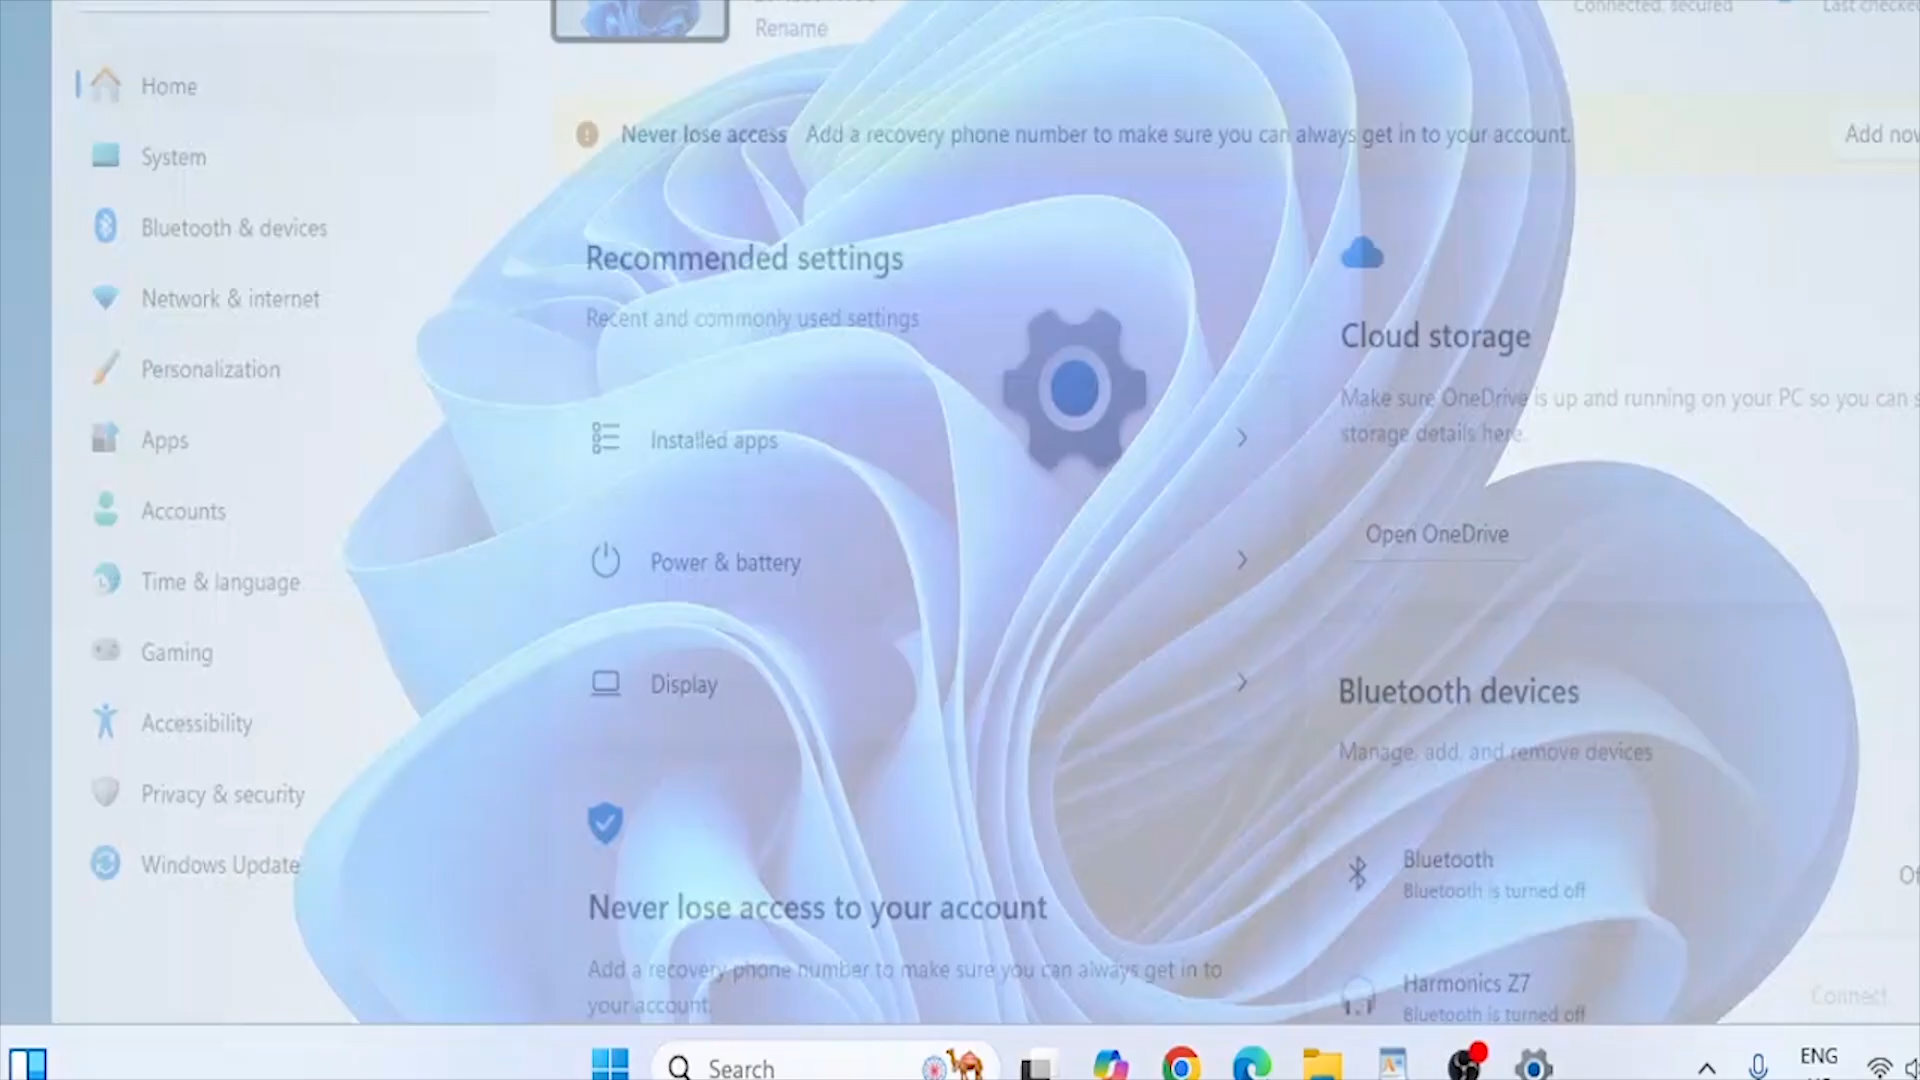 Rename
Connected, secured
Last checked
Home
Never lose access
Add a recovery phone number to make sure you can always get in to your account.
Add now
System
Bluetooth & devices
Recommended settings
Network & internet
Recent and commonly used settings
Cloud storage
Personalization
Make sure OneDrive is up and running on your PC so you can s
storage details here.
Apps
Installed apps
Accounts
Open OneDrive
Power & battery
Time & language
Gaming
Display
Bluetooth devices
Accessibility
Manage, add, and remove devices
Privacy & security
Windows Update
Bluetooth
Bluetooth is turned off
Of
Never lose access to your account
Add a recovery phone number to make sure you can always get in to
your account.
Harmonics Z7
Bluetooth is turned off
Connect
Search
ENG